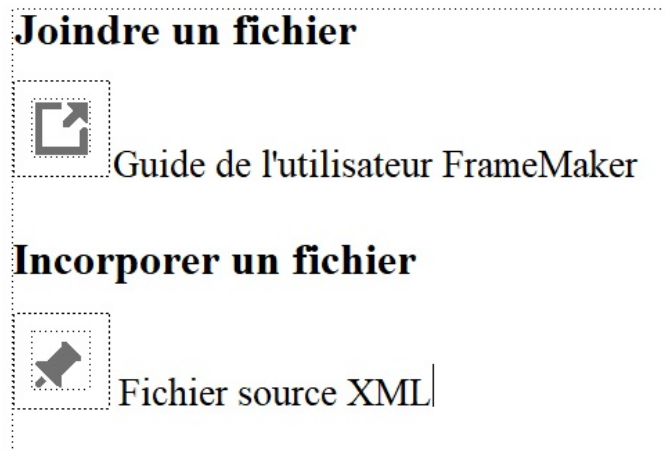 Joindre un fichier
Guide de l'utilisateur FrameMaker
Incorporer un fichier
Fichier source XML